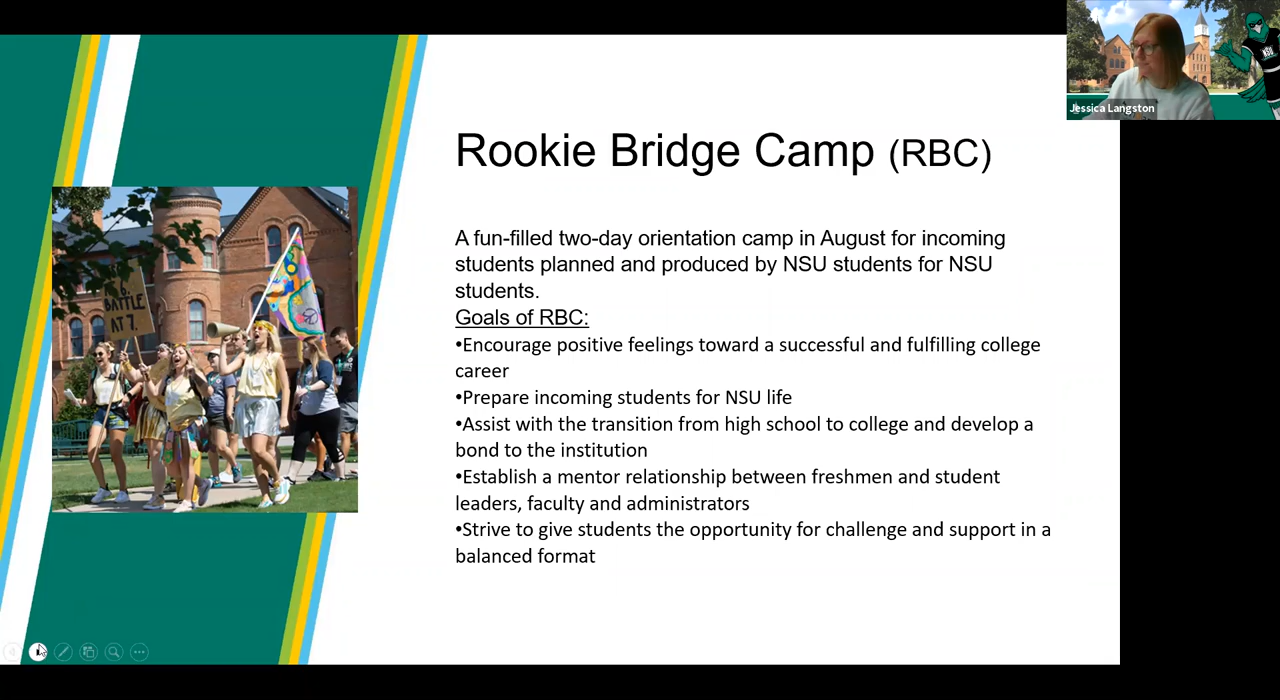 Rookie Bridge Camp (RBC)
A fun-filled two-day orientation camp in August for incoming
students planned and produced by NSU students for NSU
students.
Goals of RBC:
•Encourage positive feelings toward a successful and fulfilling college
career
•Prepare incoming students for NSU life
•Assist with the transition from high school to college and develop a
bond to the institution
•Establish a mentor relationship between freshmen and student
leaders, faculty and administrators
•Strive to give students the opportunity for challenge and support in a
balanced format
BATTLE
AT 7.
Jessica Langston
NSU